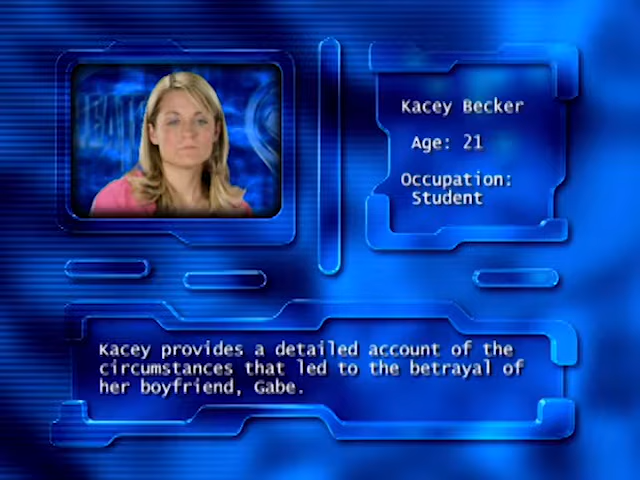 Kacey Becker
Age: 21
Occupation:
Student
Kacey provides a detailed account of the
circumstances that led to the betrayal of
her boyfriend, Gabe.